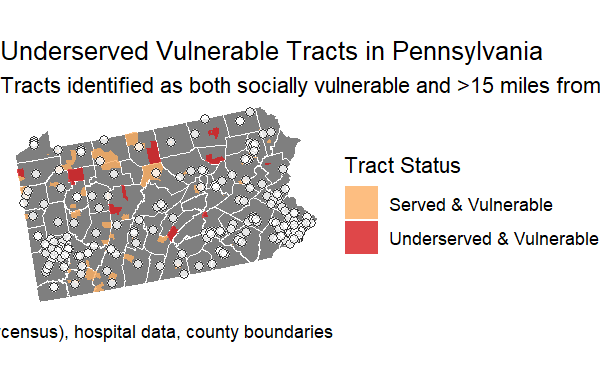 Underserved Vulnerable Tracts in Pennsylvania
Tracts identified as both socially vulnerable and >15 miles from
Tract Status
Served & Vulnerable
Underserved & Vulnerable
rcensus), hospital data, county boundaries